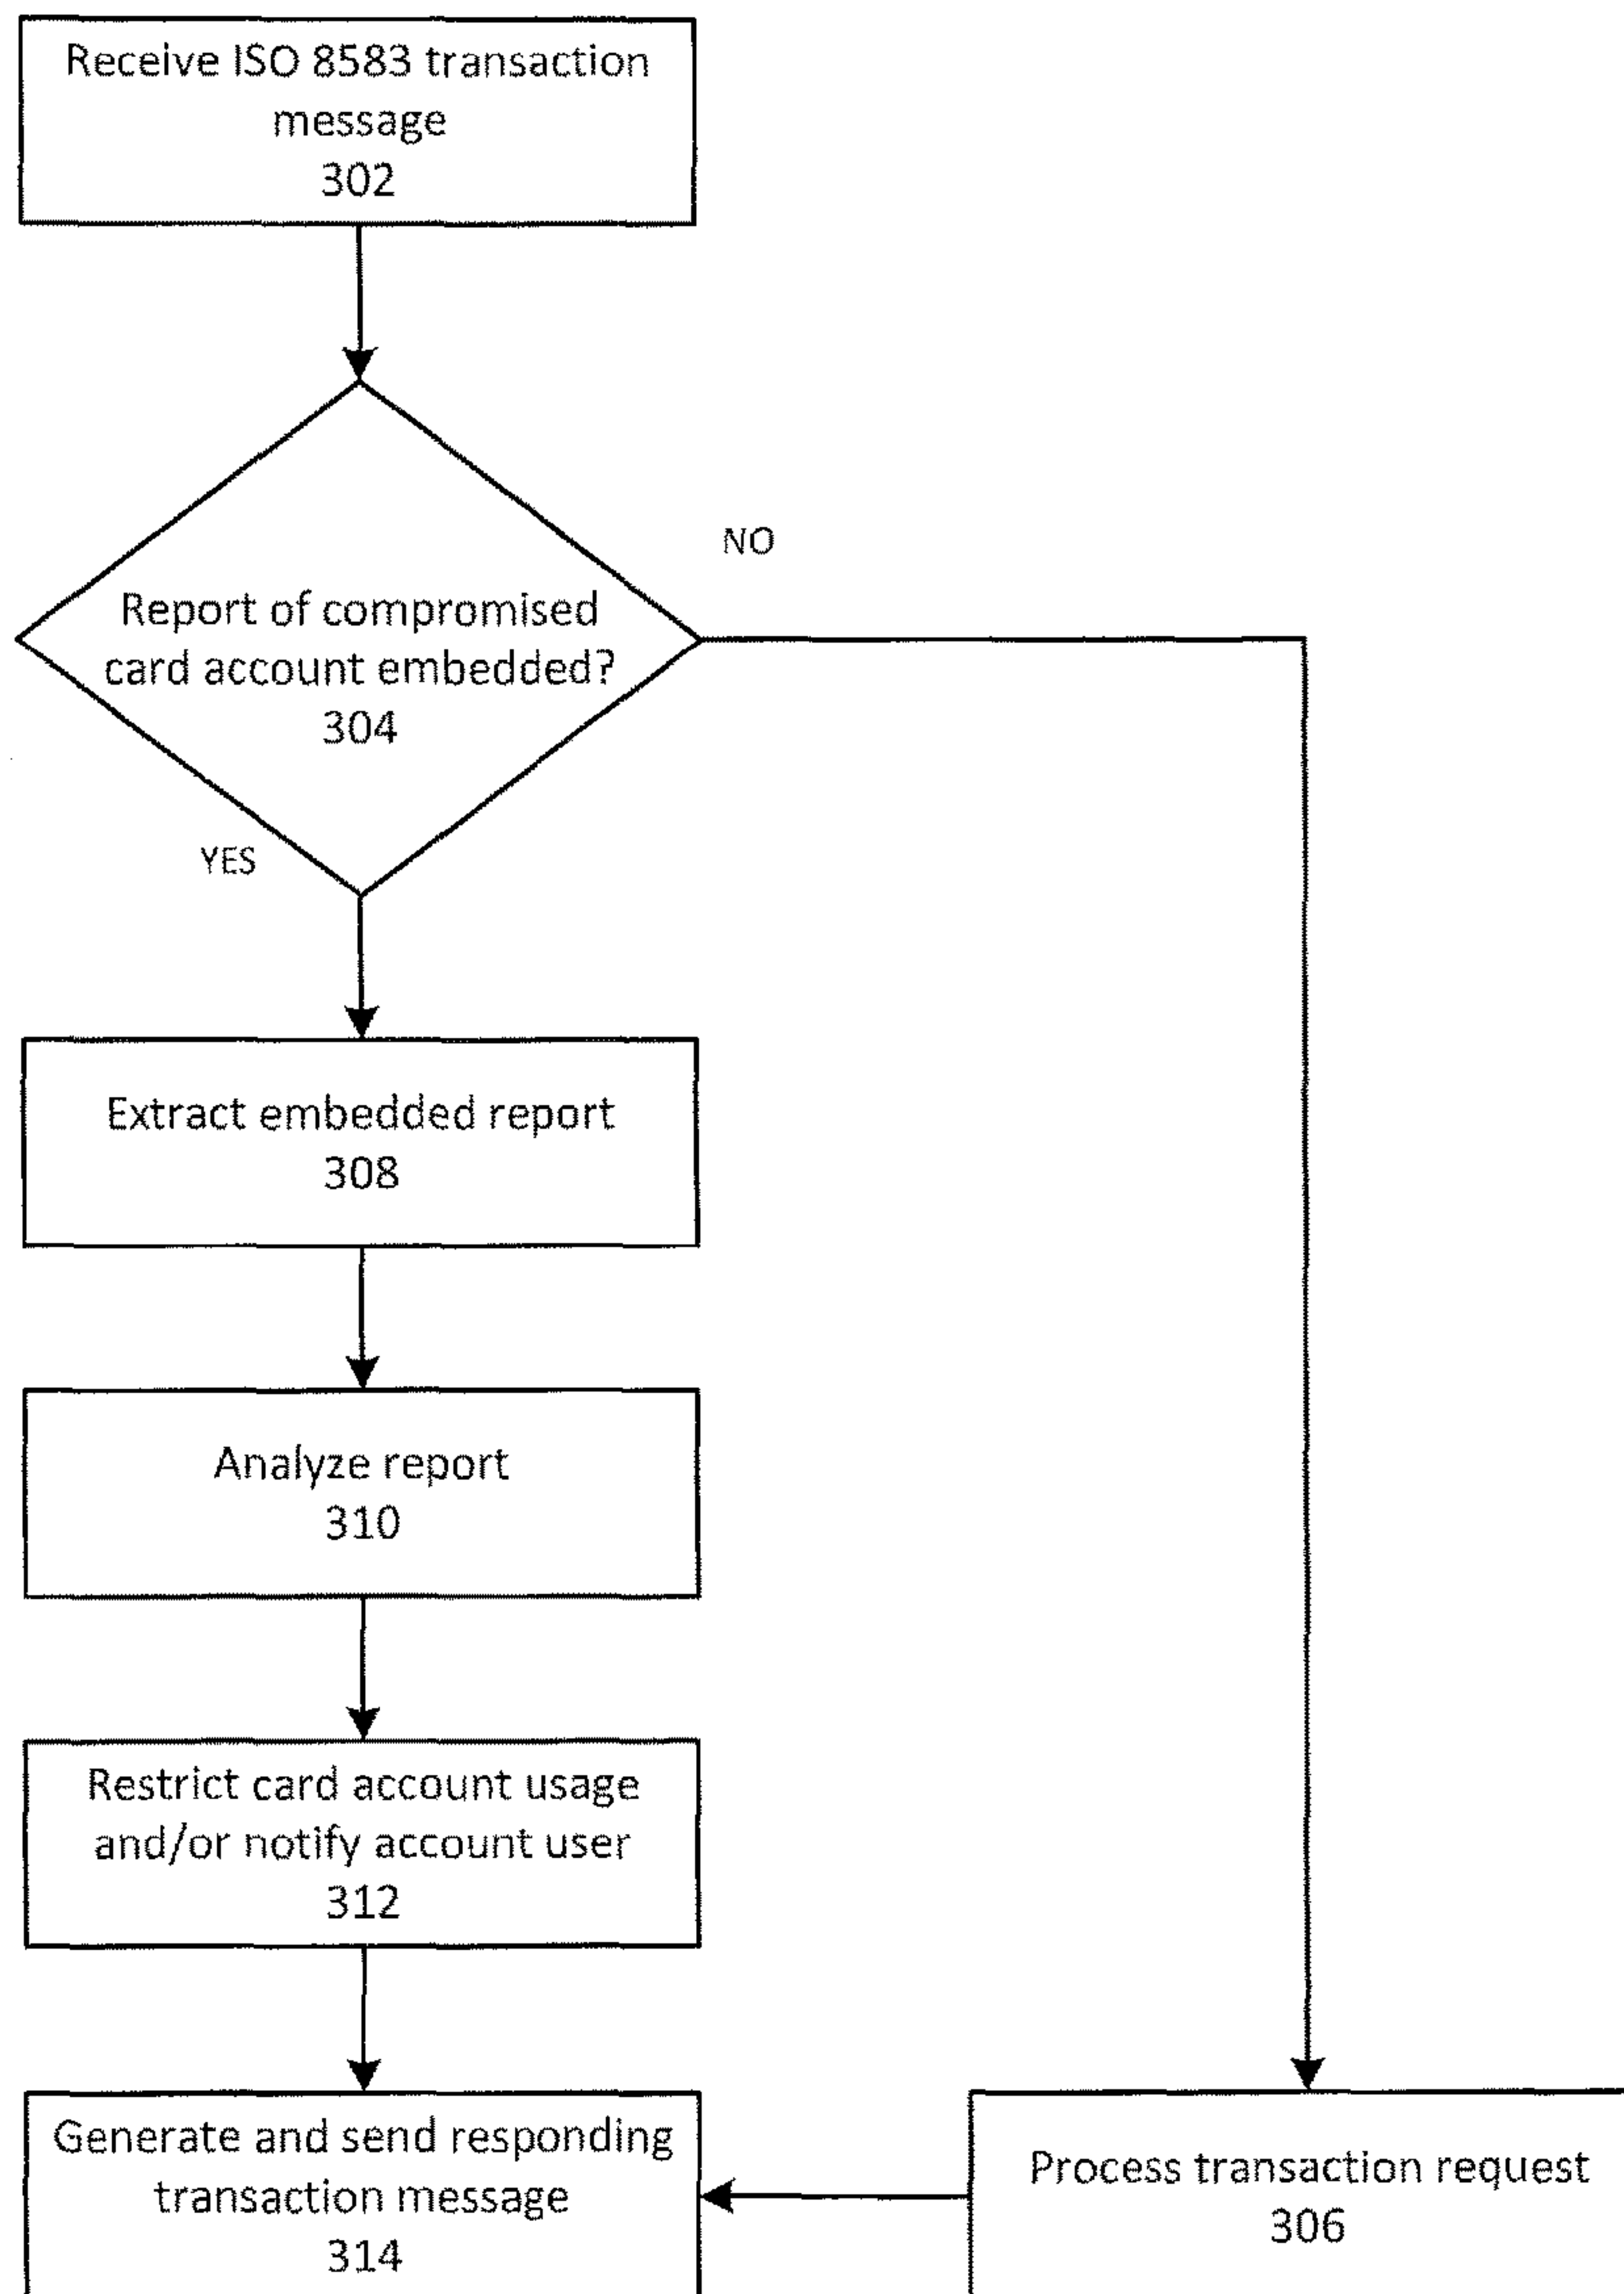 Receive ISO 8583 transaction
message
302
NO
Report of compromised
card account embedded?
304
YES
Extract embedded report
308
Analyze report
310
Restrict card account usage
and/or notify account user
312
Generate and send responding
transaction message
314
Process transaction request
306